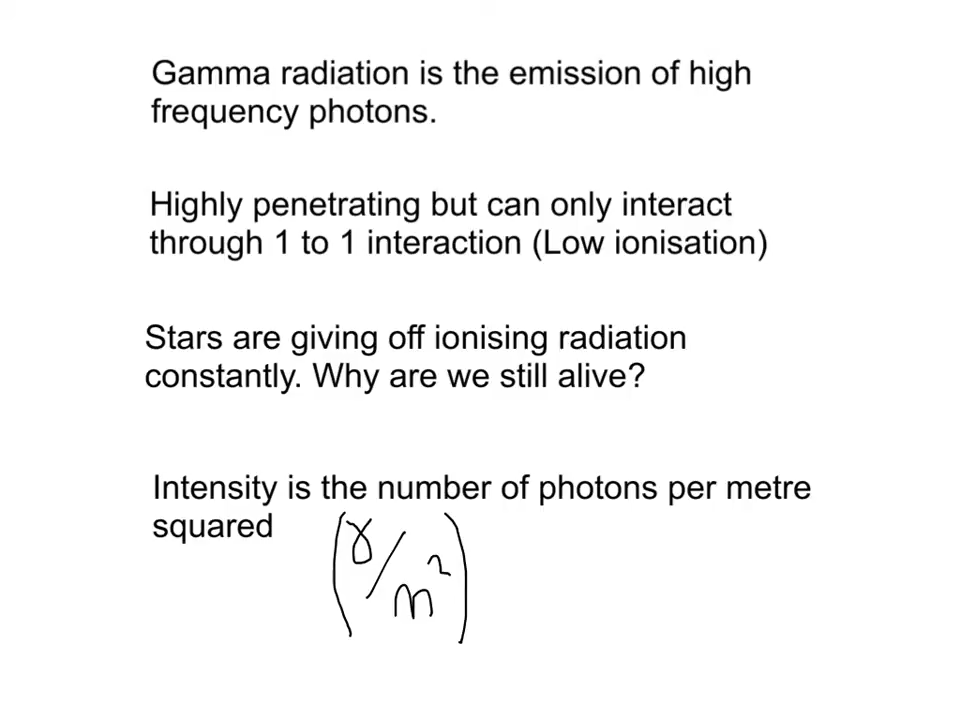 Gamma radiation is the emission of high
frequency photons.
Highly penetrating but can only interact
through 1 to 1 interaction (Low ionisation)
Stars are giving off ionising radiation
constantly. Why are we still alive?
Intensity is the number of photons per metre
squared (γ/m²)